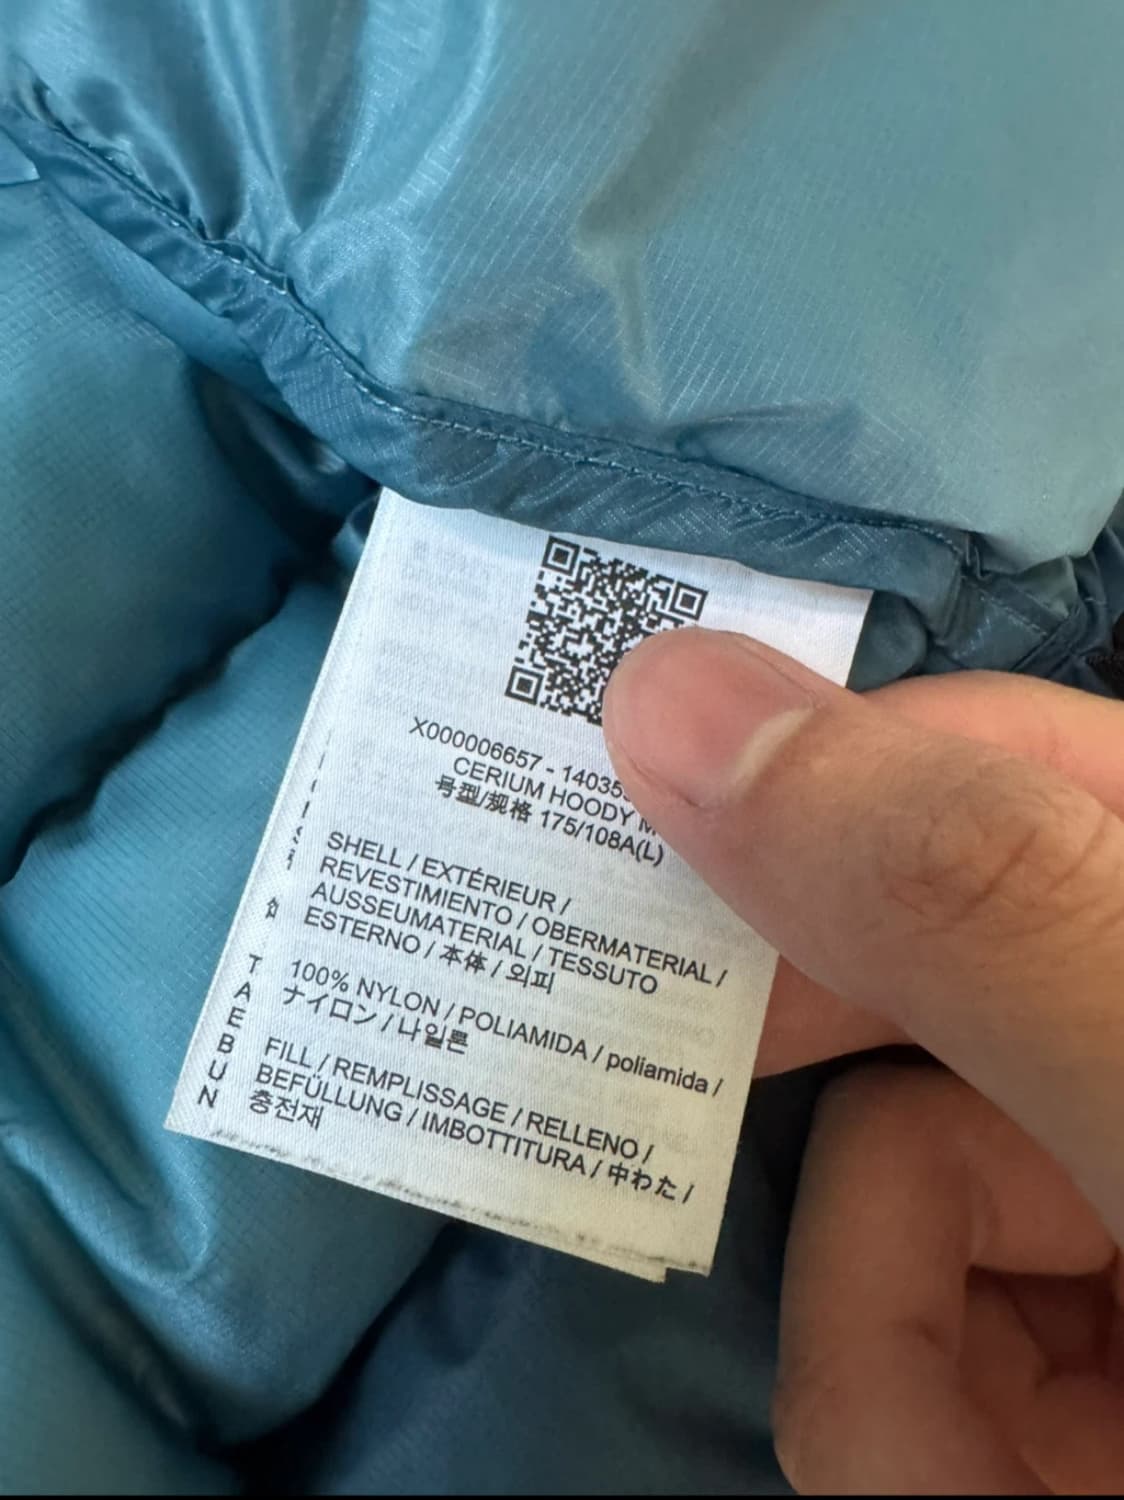 X000006657 - 14035
CERIUM HOODY M
号型/规格 175/108A(L)
SHELL / EXTÉRIEUR /
REVESTIMIENTO / OBERMATERIAL /
AUSSEUMATERIAL / TESSUTO
ESTERNO / 本体 / 외피
100% NYLON / POLIAMIDA / poliamida /
ナイロン / 나일론
FILL / REMPLISSAGE / RELLENO /
BEFÜLLUNG / IMBOTTITURA / 中わた /
충전재
T
A
E
B
U
N